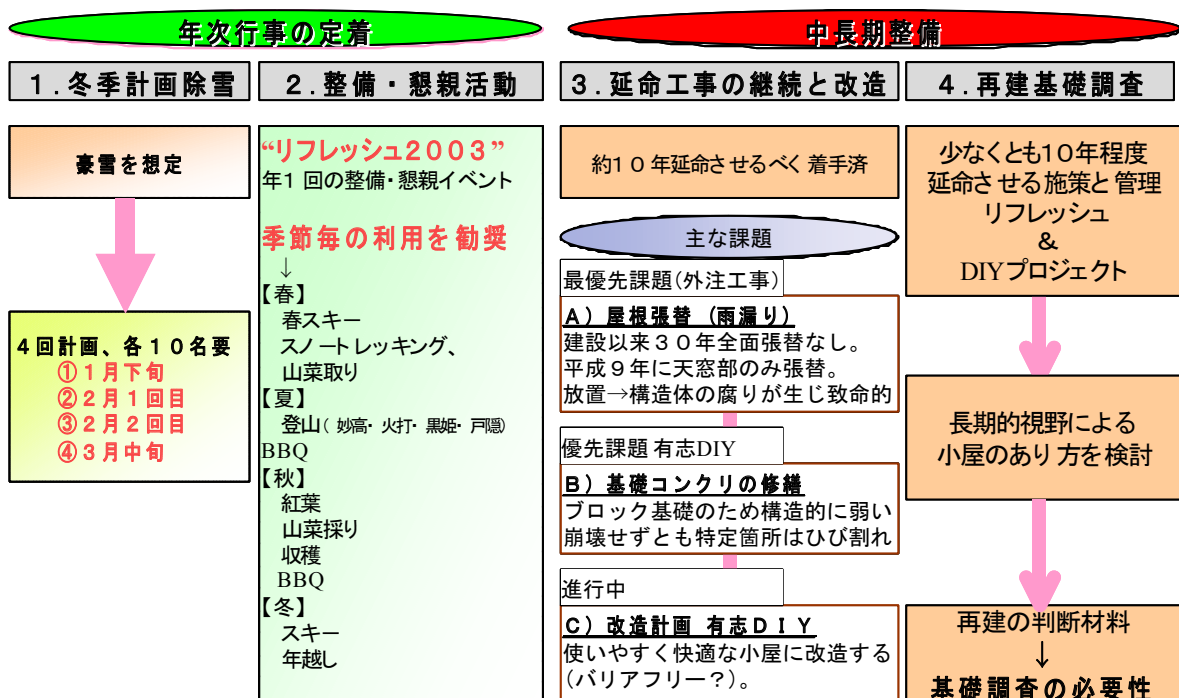 年次行事の定着
1.冬季計画除雪
豪雪を想定
4回計画、各10名要
①1月下旬
②2月1回目
③2月2回目
④3月中旬
2.整備・懇親活動
“リフレッシュ2003”
年1回の整備・懇親イベント
季節毎の利用を勧奨
↓
【春】
春スキー
スノートレッキング、
山菜取り
【夏】
登山(妙高・火打・黒姫・戸隠)
BBQ
【秋】
紅葉
山菜採り
収穫
BBQ
【冬】
スキー
年越し
中長期整備
3.延命工事の継続と改造
約10年延命させるべく着手済
主な課題
最優先課題(外注工事)
A)屋根張替(雨漏り)
建設以来30年全面張替なし。
平成9年に天窓部のみ張替。
放置→構造体の腐りが生じ致命的
優先課題 有志DIY
B)基礎コンクリの修繕
ブロック基礎のため構造的に弱い
崩壊せずとも特定箇所はひび割れ
進行中
C)改造計画 有志DIY
使いやすく快適な小屋に改造する
(バリアフリー?)。
4.再建基礎調査
少なくとも10年程度
延命させる施策と管理
リフレッシュ
&
DIYプロジェクト
長期的視野による
小屋のあり方を検討
再建の判断材料
↓
基礎調査の必要性